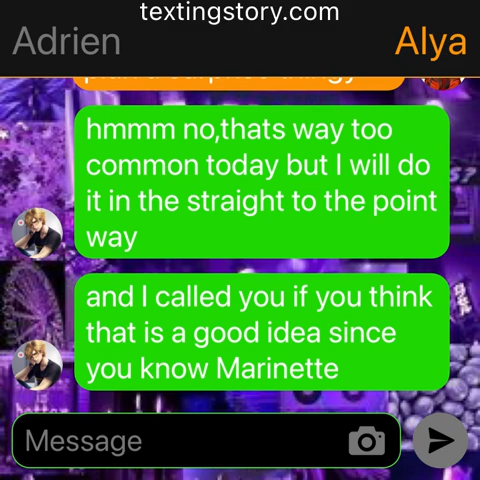 textingstory.com
Adrien
Alya
hmmm no,thats way too
common today but I will do
it in the straight to the point
way
and I called you if you think
that is a good idea since
you know Marinette
Message